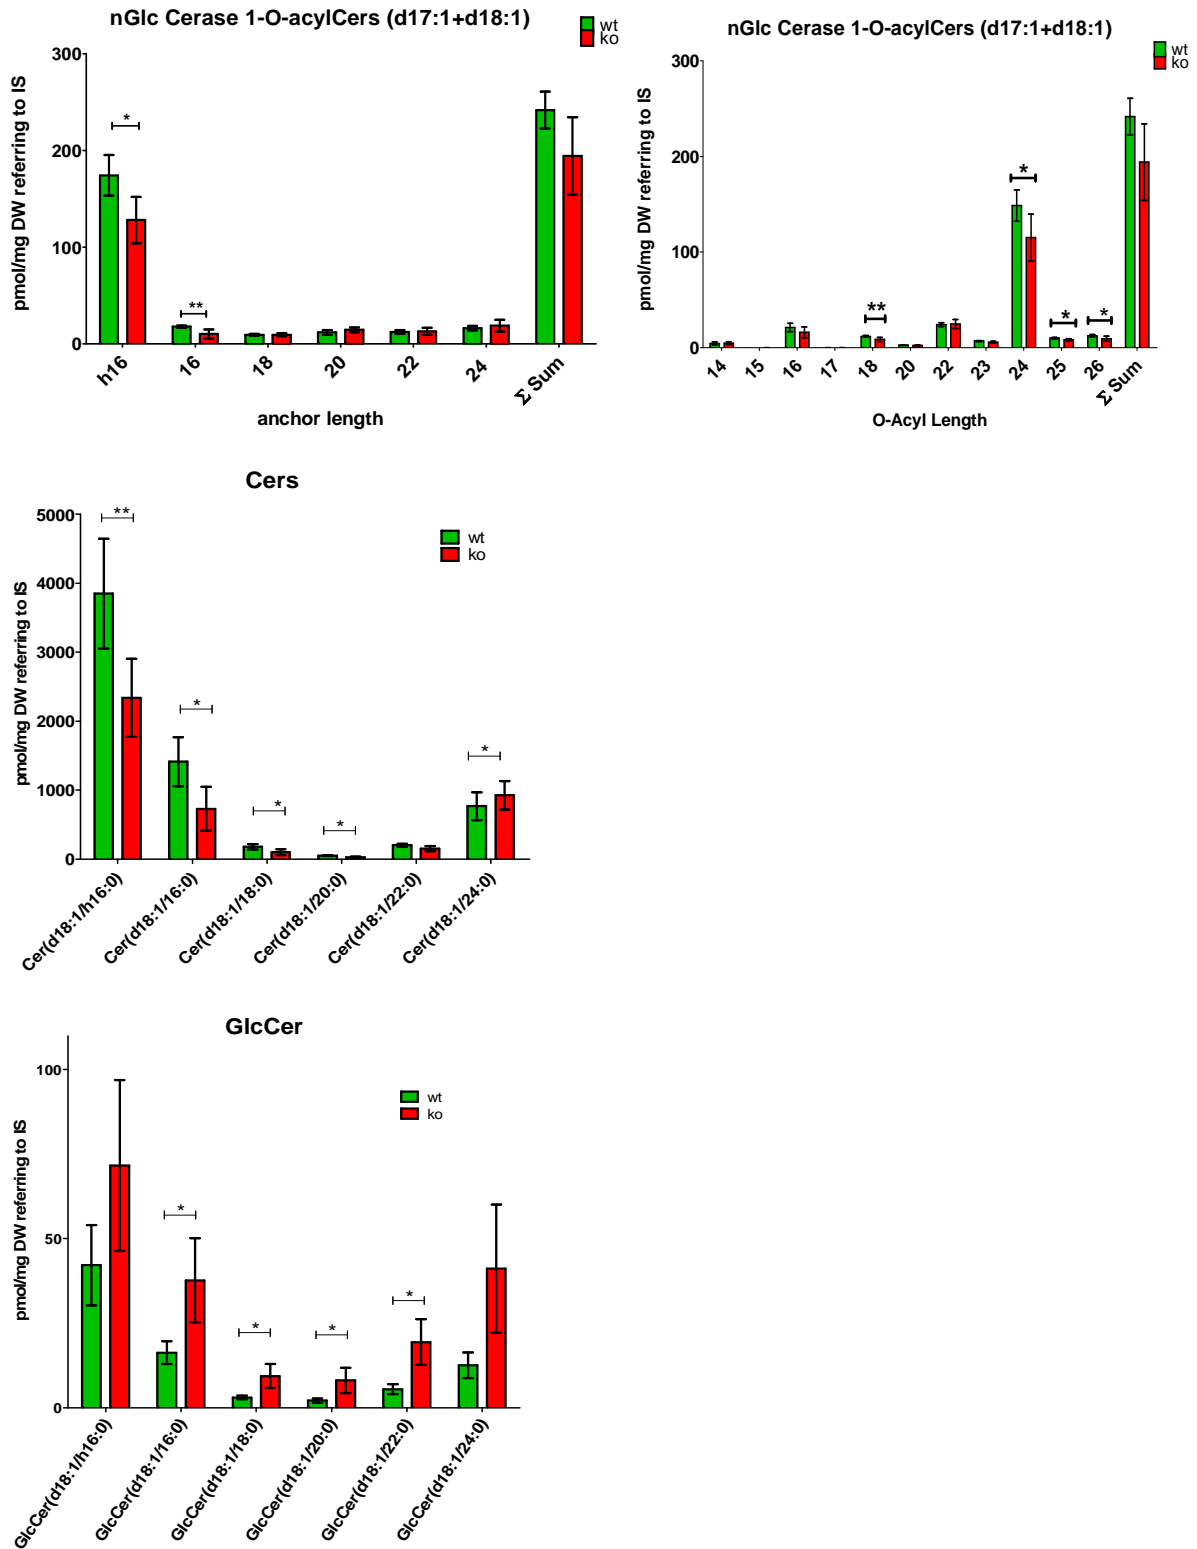 nGlc Cerase 1-O-acylCers (d17:1+d18:1)
wt
ko
pmol/mg DW referring to IS
300
200
100
0
*
**
h16
16
18
20
22
24
Σ Sum
anchor length
nGlc Cerase 1-O-acylCers (d17:1+d18:1)
wt
ko
pmol/mg DW referring to IS
300
200
100
0
**
*
*
*
14
15
16
17
18
20
22
23
24
25
26
Σ Sum
O-Acyl Length
Cers
wt
ko
pmol/mg DW referring to IS
5000
4000
3000
2000
1000
0
**
*
*
*
*
Cer(d18:1/h16:0)
Cer(d18:1/16:0)
Cer(d18:1/18:0)
Cer(d18:1/20:0)
Cer(d18:1/22:0)
Cer(d18:1/24:0)
GlcCer
wt
ko
pmol/mg DW referring to IS
100
50
0
*
*
*
*
GlcCer(d18:1/h16:0)
GlcCer(d18:1/16:0)
GlcCer(d18:1/18:0)
GlcCer(d18:1/20:0)
GlcCer(d18:1/22:0)
GlcCer(d18:1/24:0)